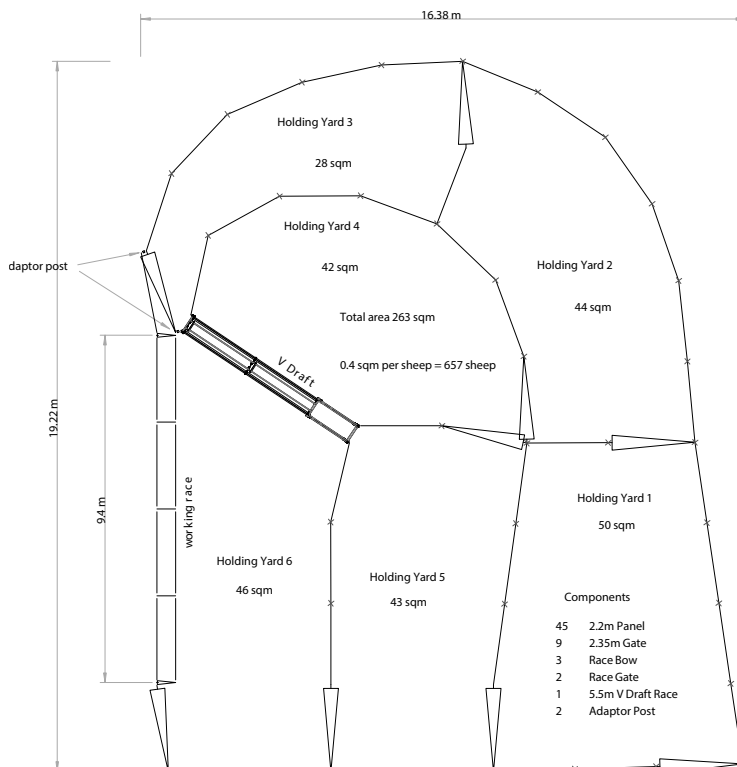 16.38 m
Holding Yard 3
28 sqm
Holding Yard 4
42 sqm
Holding Yard 2
44 sqm
daptor post
Total area 263 sqm
0.4 sqm per sheep = 657 sheep
V Draft
19.22 m
9.4 m
working race
Holding Yard 1
50 sqm
Holding Yard 6
46 sqm
Holding Yard 5
43 sqm
Components
45 2.2m Panel
9 2.35m Gate
3 Race Bow
2 Race Gate
1 5.5m V Draft Race
2 Adaptor Post